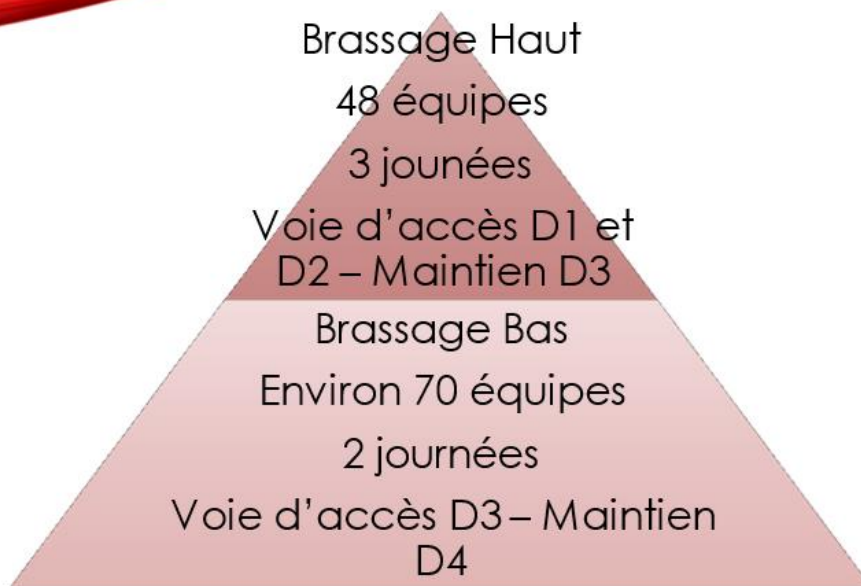 Brassage Haut
48 équipes
3 jounées
Voie d’accès D1 et
D2 – Maintien D3
Brassage Bas
Environ 70 équipes
2 journées
Voie d’accès D3 – Maintien
D4